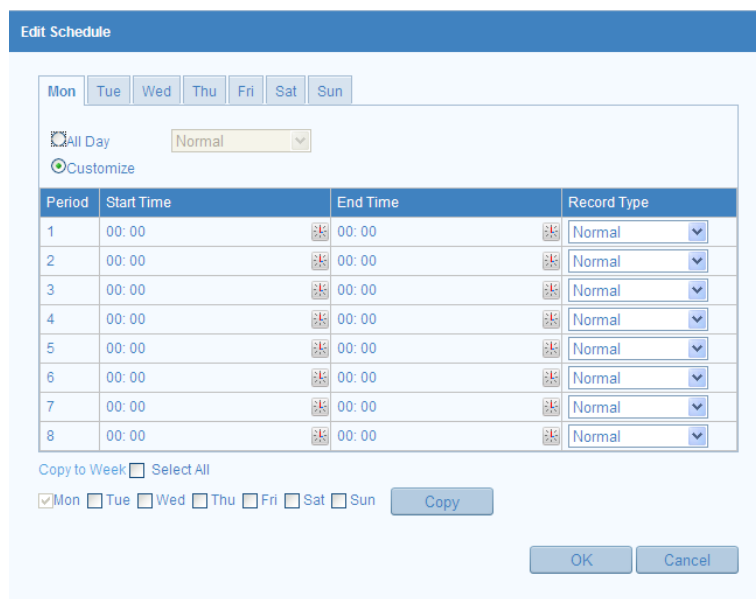 Edit Schedule
Mon Tue Wed Thu Fri Sat Sun
All Day Normal
Customize
Period Start Time End Time Record Type
1 00: 00 00: 00 Normal
2 00: 00 00: 00 Normal
3 00: 00 00: 00 Normal
4 00: 00 00: 00 Normal
5 00: 00 00: 00 Normal
6 00: 00 00: 00 Normal
7 00: 00 00: 00 Normal
8 00: 00 00: 00 Normal
Copy to Week Select All
Mon Tue Wed Thu Fri Sat Sun Copy
OK Cancel